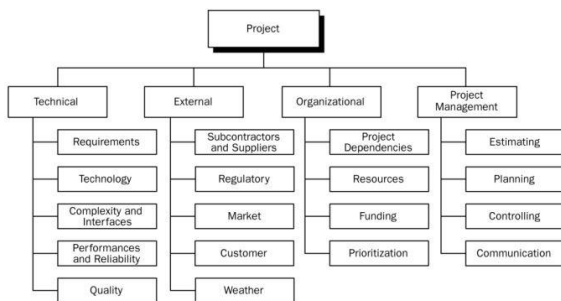 Project
Technical
External
Organizational
Project
Management
Requirements
Technology
Complexity and
Interfaces
Performances
and Reliability
Quality
Subcontractors
and Suppliers
Regulatory
Market
Customer
Weather
Project
Dependencies
Resources
Funding
Prioritization
Estimating
Planning
Controlling
Communication